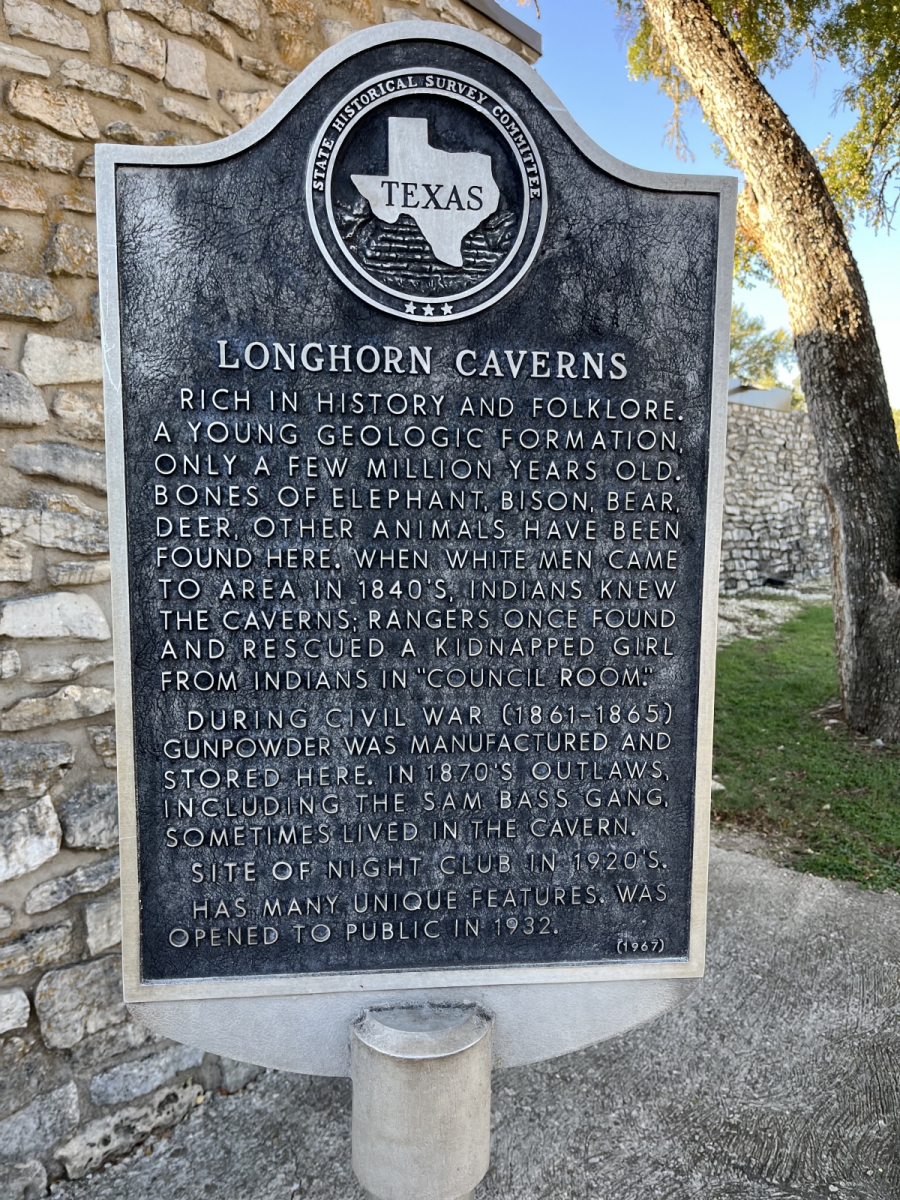 STATE HISTORICAL SURVEY COMMITTEE
TEXAS
LONGHORN CAVERNS
RICH IN HISTORY AND FOLKLORE.
A YOUNG GEOLOGIC FORMATION,
ONLY A FEW MILLION YEARS OLD.
BONES OF ELEPHANT, BISON, BEAR,
DEER, OTHER ANIMALS HAVE BEEN
FOUND HERE. WHEN WHITE MEN CAME
TO AREA IN 1840'S, INDIANS KNEW
THE CAVERNS; RANGERS ONCE FOUND
AND RESCUED A KIDNAPPED GIRL
FROM INDIANS IN "COUNCIL ROOM."
DURING CIVIL WAR (1861-1865)
GUNPOWDER WAS MANUFACTURED AND
STORED HERE. IN 1870'S OUTLAWS,
INCLUDING THE SAM BASS GANG,
SOMETIMES LIVED IN THE CAVERN.
SITE OF NIGHT CLUB IN 1920'S.
HAS MANY UNIQUE FEATURES. WAS
OPENED TO PUBLIC IN 1932.
(1967)